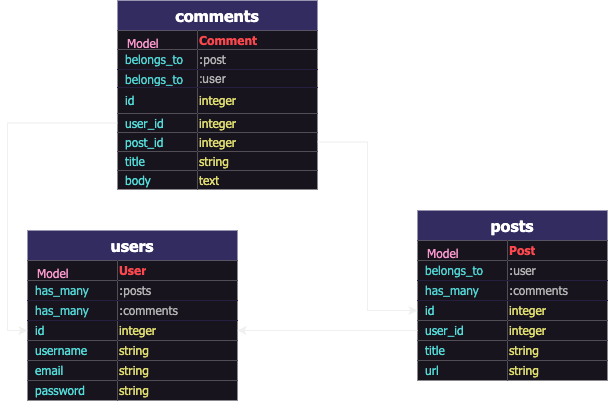 comments
Model Comment
belongs_to :post
belongs_to :user
id integer
user_id integer
post_id integer
title string
body text
users
Model User
has_many :posts
has_many :comments
id integer
username string
email string
password string
posts
Model Post
belongs_to :user
has_many :comments
id integer
user_id integer
title string
url string